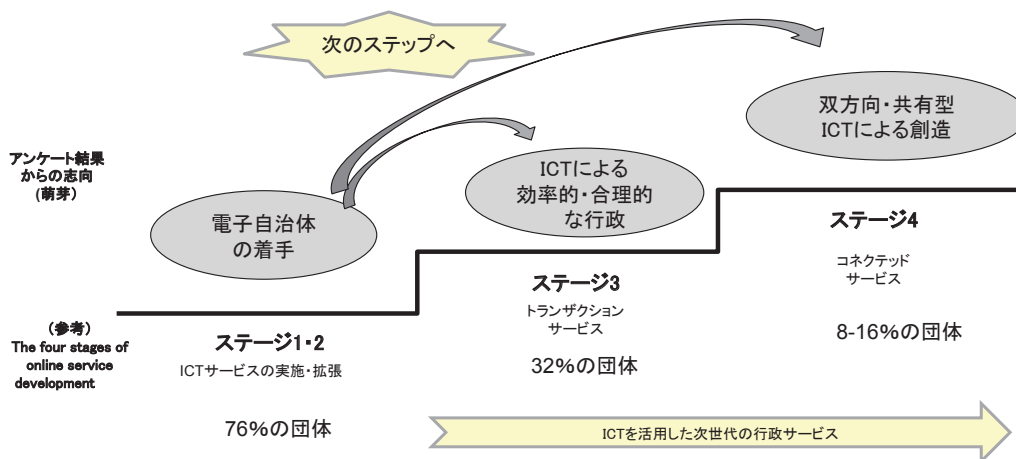 次のステップへ
アンケート結果
からの志向
(萌芽)
電子自治体
の着手
ICTによる
効率的・合理的
な行政
双方向・共有型
ICTによる創造
(参考)
The four stages of
online service
development
ステージ1・2
ICTサービスの実施・拡張
76%の団体
ステージ3
トランザクション
サービス
32%の団体
ステージ4
コネクテッド
サービス
8-16%の団体
ICTを活用した次世代の行政サービス